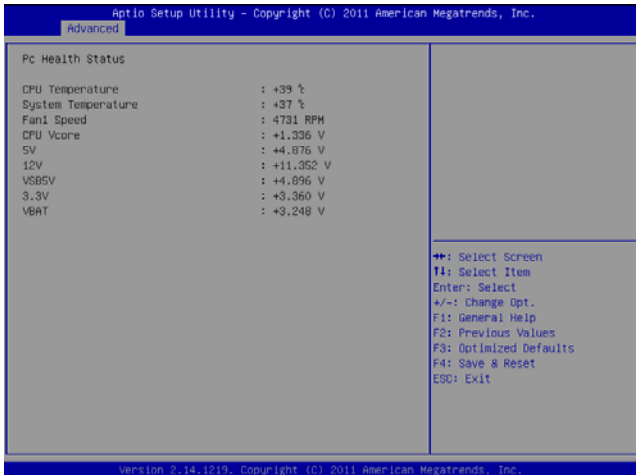 Aptio Setup Utility – Copyright (C) 2011 American Megatrends, Inc.
Advanced
Pc Health Status
CPU Temperature : +39 ℃
System Temperature : +37 ℃
Fan1 Speed : 4731 RPM
CPU Vcore : +1.336 V
5V : +4.876 V
12V : +11.352 V
VSB5V : +4.896 V
3.3V : +3.360 V
VBAT : +3.248 V
→←: Select Screen
↑↓: Select Item
Enter: Select
+/-: Change Opt.
F1: General Help
F2: Previous Values
F3: Optimized Defaults
F4: Save & Reset
ESC: Exit
Version 2.14.1219. Copyright (C) 2011 American Megatrends, Inc.